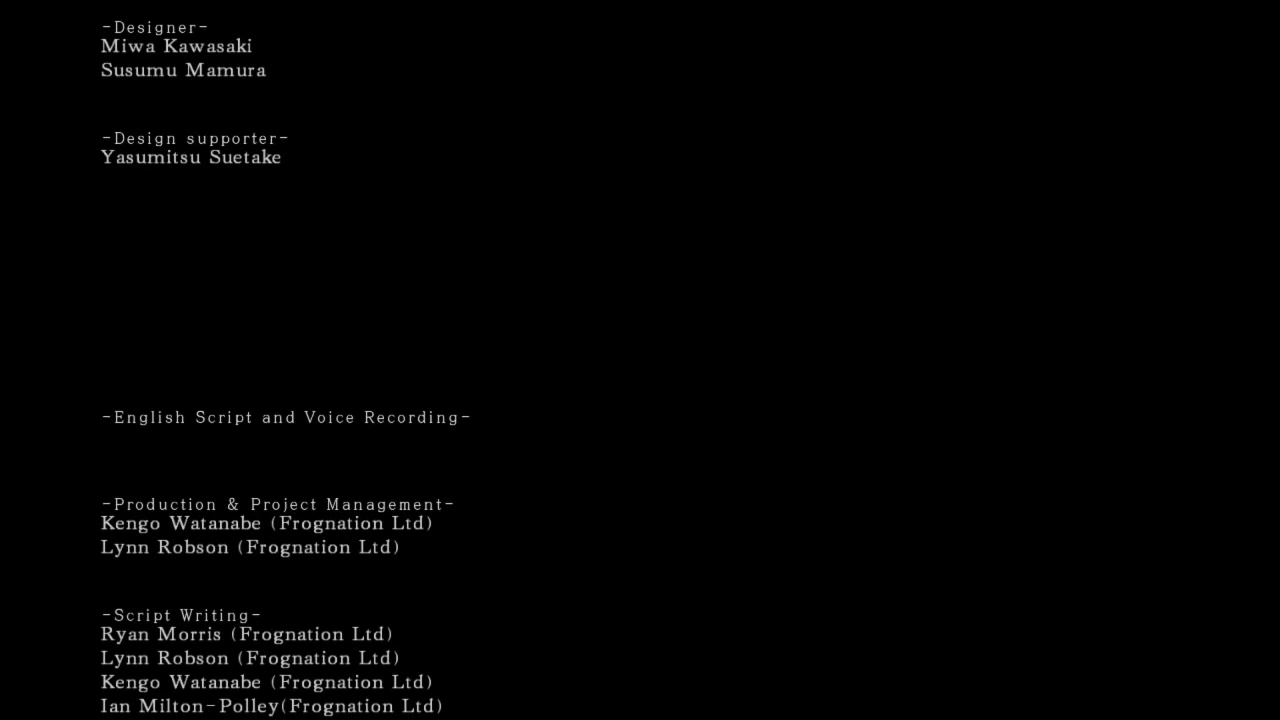 -Designer-
Miwa Kawasaki
Susumu Mamura
-Design supporter-
Yasumitsu Suetake
-English Script and Voice Recording-
-Production & Project Management-
Kengo Watanabe (Frognation Ltd)
Lynn Robson (Frognation Ltd)
-Script Writing-
Ryan Morris (Frognation Ltd)
Lynn Robson (Frognation Ltd)
Kengo Watanabe (Frognation Ltd)
Ian Milton-Polley(Frognation Ltd)